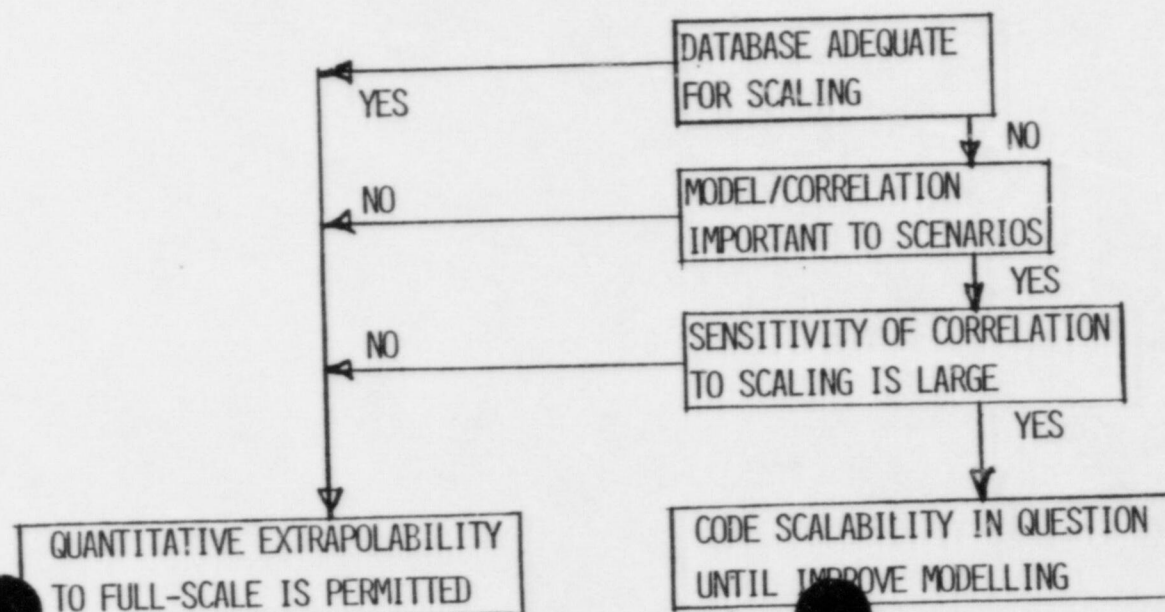 DATABASE ADEQUATE
FOR SCALING
YES
NO
MODEL/CORRELATION
IMPORTANT TO SCENARIOS
NO
YES
SENSITIVITY OF CORRELATION
TO SCALING IS LARGE
NO
YES
QUANTITATIVE EXTRAPOLABILITY
TO FULL-SCALE IS PERMITTED
CODE SCALABILITY IN QUESTION
UNTIL IMPROVE MODELLING